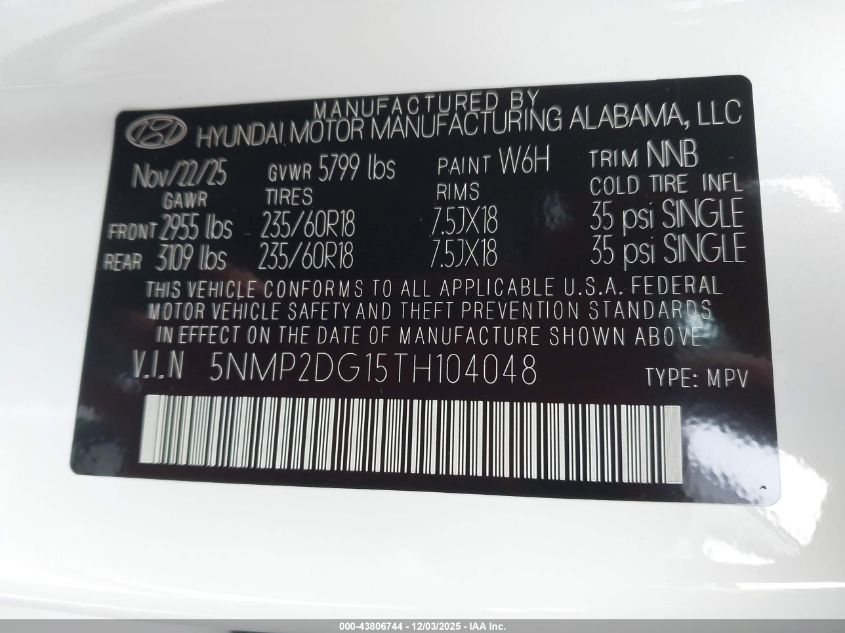 MANUFACTURED BY
HYUNDAI MOTOR MANUFACTURING ALABAMA, LLC
Nov/22/25 GVWR 5799 lbs PAINT W6H TRIM NNB
GAWR TIRES RIMS COLD TIRE INFL
FRONT 2955 lbs 235/60R18 7.5JX18 35 psi SINGLE
REAR 3109 lbs 235/60R18 7.5JX18 35 psi SINGLE
THIS VEHICLE CONFORMS TO ALL APPLICABLE U.S.A. FEDERAL
MOTOR VEHICLE SAFETY AND THEFT PREVENTION STANDARDS
IN EFFECT ON THE DATE OF MANUFACTURE SHOWN ABOVE
V.I.N 5NMP2DG15TH104048 TYPE: MPV
000-43806744 - 12/03/2025 - IAA Inc.